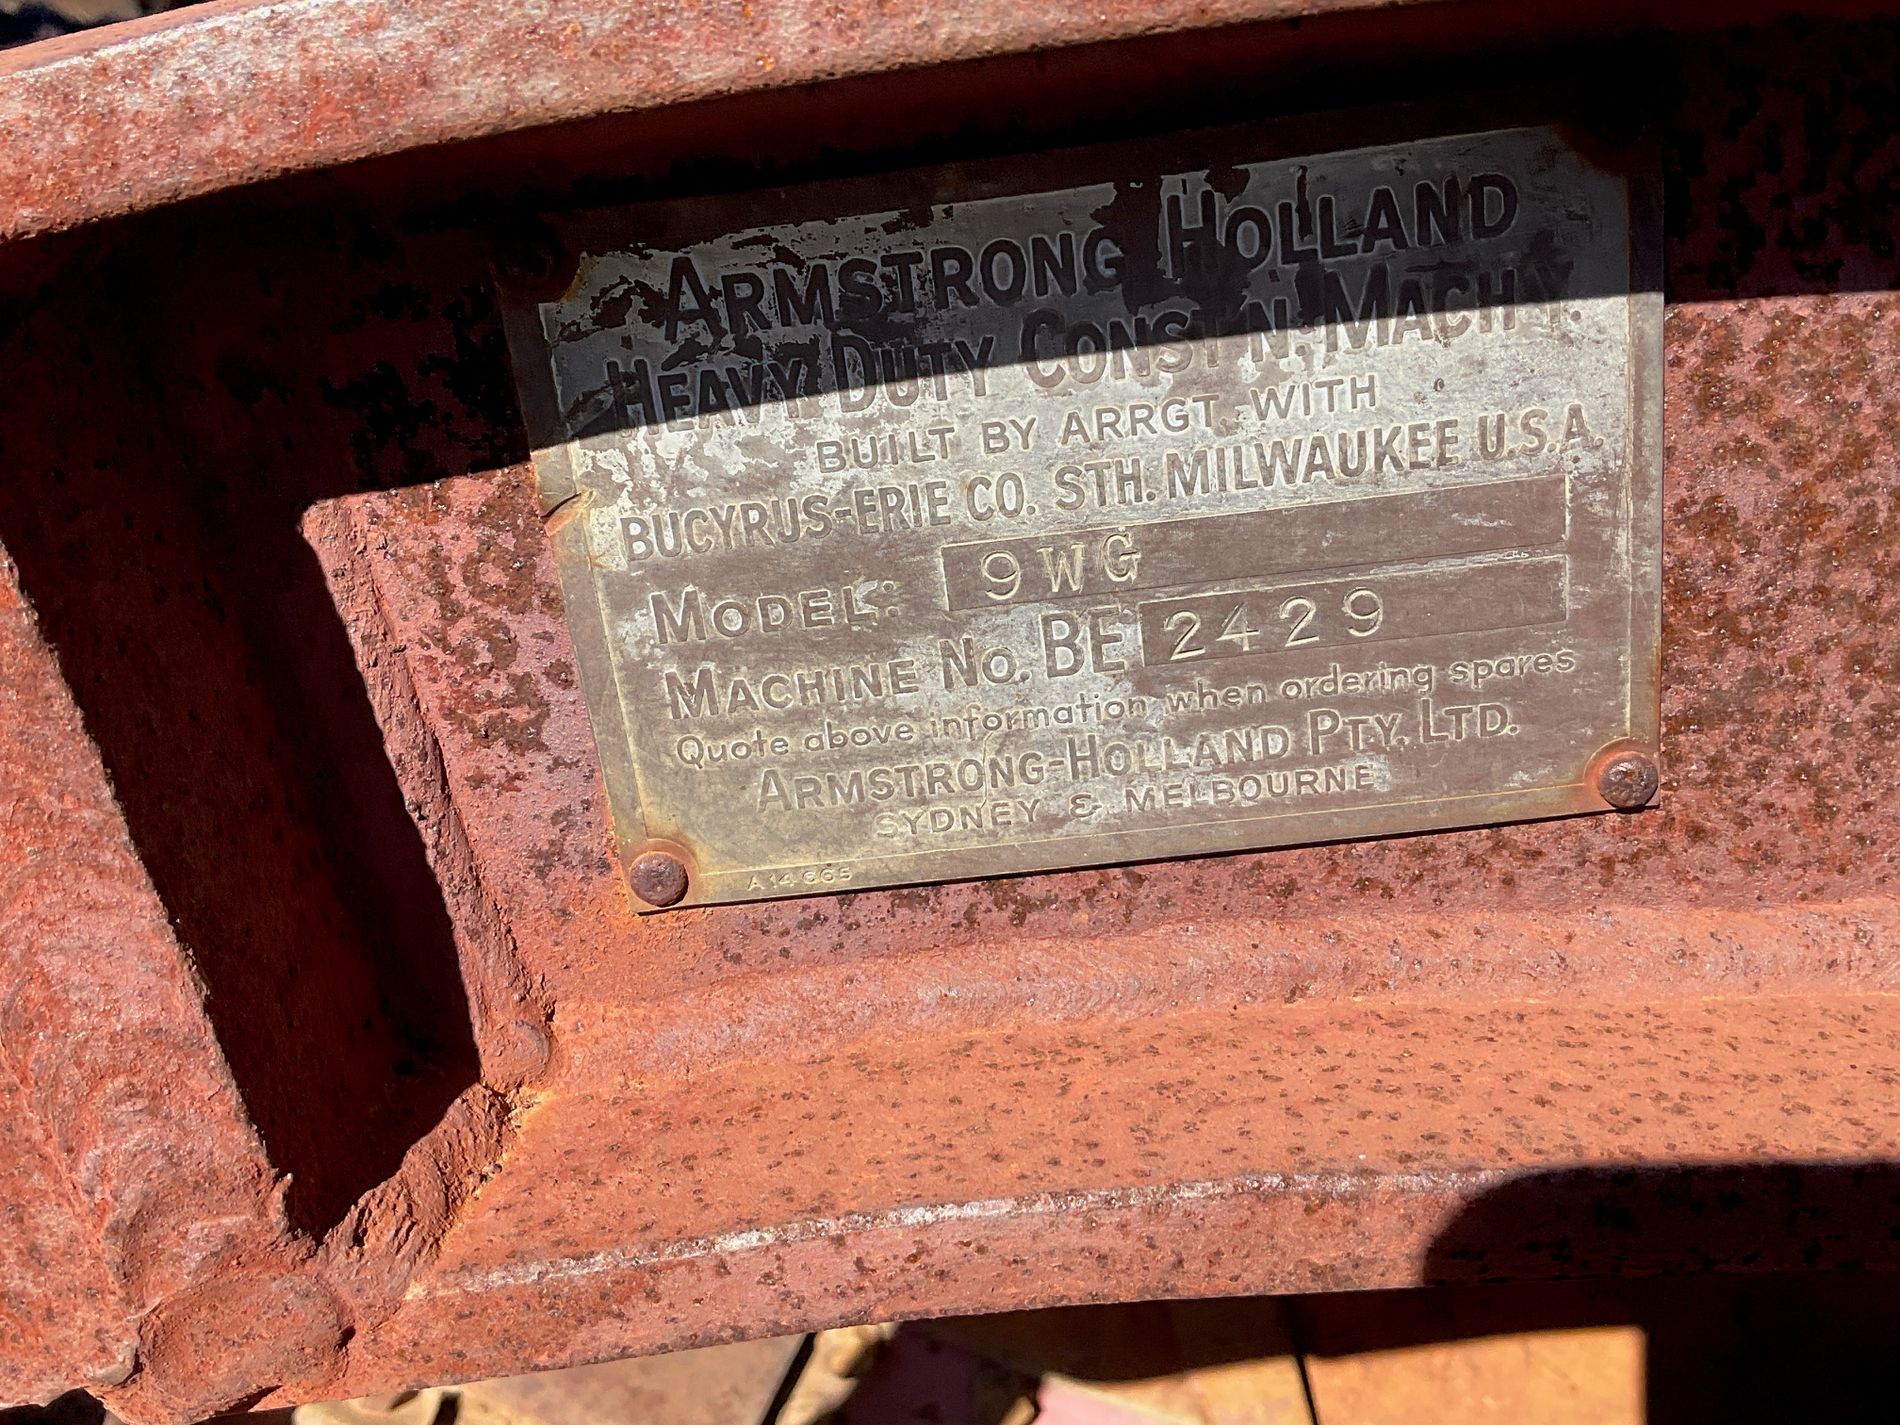 ARMSTRONG HOLLAND
HEAVY DUTY CONST'N. MACH'Y.
BUILT BY ARRGT. WITH
BUCYRUS-ERIE CO. STH. MILWAUKEE U.S.A.
MODEL: 9WG
MACHINE NO. BE 2429
Quote above information when ordering spares
ARMSTRONG-HOLLAND PTY. LTD.
SYDNEY & MELBOURNE
A 14665